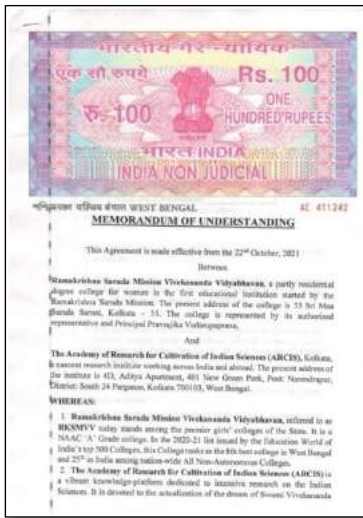 भारतीय गैर न्यायिक
एक सौ रुपये
Rs. 100
रु. 100
ONE
HUNDRED RUPEES
भारत INDIA
INDIA NON JUDICIAL
পশ্চিমবঙ্গ पश्चिम बंगाल WEST BENGAL
AE 411242
MEMORANDUM OF UNDERSTANDING
This Agreement is made effective from the 22nd October, 2021
Between
Ramakrishna Sarada Mission Vivekananda Vidyabhavan, a partly residential
degree college for women is the first educational institution started by the
Ramakrishna Sarada Mission. The present address of the college is 33 Sri Maa
Sarada Sarani, Kolkata - 55. The college is represented by its authorized
representative and Principal Pravrajika
And
The Academy of Research for Cultivation of Indian Sciences (ARCIS), Kolkata,
a nascent research institute working across India and abroad. The present address of
the institute is 4D, Aditya Apartment, 401 New Green Park, Post: Narendrapur,
District: South 24 Parganas, Kolkata 700103, West Bengal.
WHEREAS:
1. Ramakrishna Sarada Mission Vivekananda Vidyabhavan, referred to as
RKSMVV today stands among the premier girls' colleges of the State. It is a
NAAC 'A' Grade college. In the 2020-21 list issued by the Education World of
India's top 500 Colleges, this College ranks as the 8th best college in West Bengal
and 25th in India among nation-wide All Non-Autonomous Colleges.
2. The Academy of Research for Cultivation of Indian Sciences (ARCIS) is
a vibrant knowledge-platform dedicated to intensive research on the Indian
Sciences. It is devoted to the actualization of the dream of Swami Vivekananda